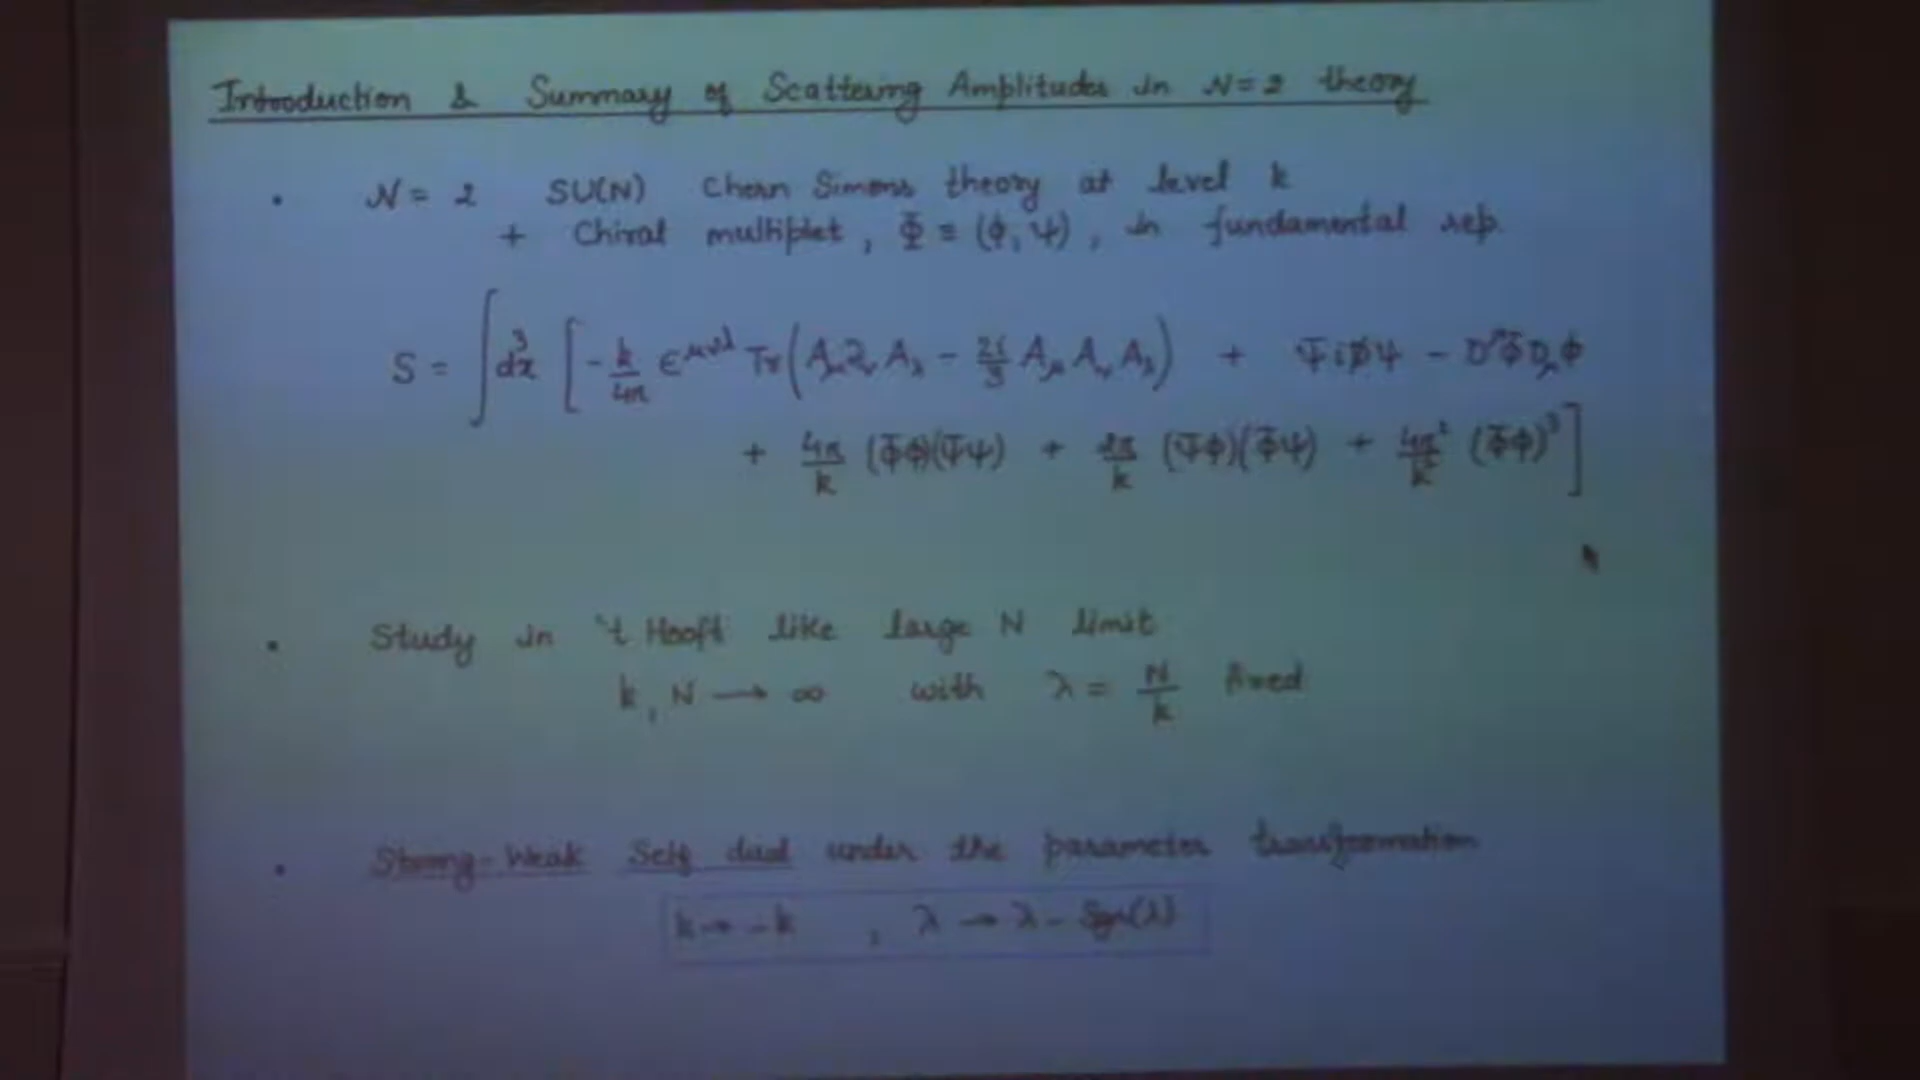 Introduction & Summary of Scattering Amplitudes in N=2 theory
• N = 2 SU(N) Chern Simons theory at level k
+ Chiral multiplet, Φ ≡ (φ, ψ), in fundamental rep.
S = ∫d³x [ -k/4π ε^{μνλ} Tr( A_μ ∂_ν A_λ - 2i/3 A_μ A_ν A_λ ) + ψ̄ i D̸ ψ - D^μ φ̄ D_μ φ
+ 4π/k (φ̄φ)(ψ̄ψ) + 2π/k (ψ̄φ)(φ̄ψ) + 4π²/k² (φ̄φ)³ ]
• Study in 't Hooft like large N limit
k, N → ∞ with λ = N/k fixed
• Strong-Weak Self dual under the parameter transformation
k → -k , λ → λ - Sgn(λ)